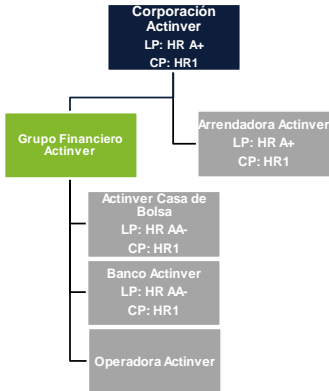 Corporación
Actinver
LP: HR A+
CP: HR1
Grupo Financiero
Actinver
Arrendadora Actinver
LP: HR A+
CP: HR1
Actinver Casa de
Bolsa
LP: HR AA-
CP: HR1
Banco Actinver
LP: HR AA-
CP: HR1
Operadora Actinver